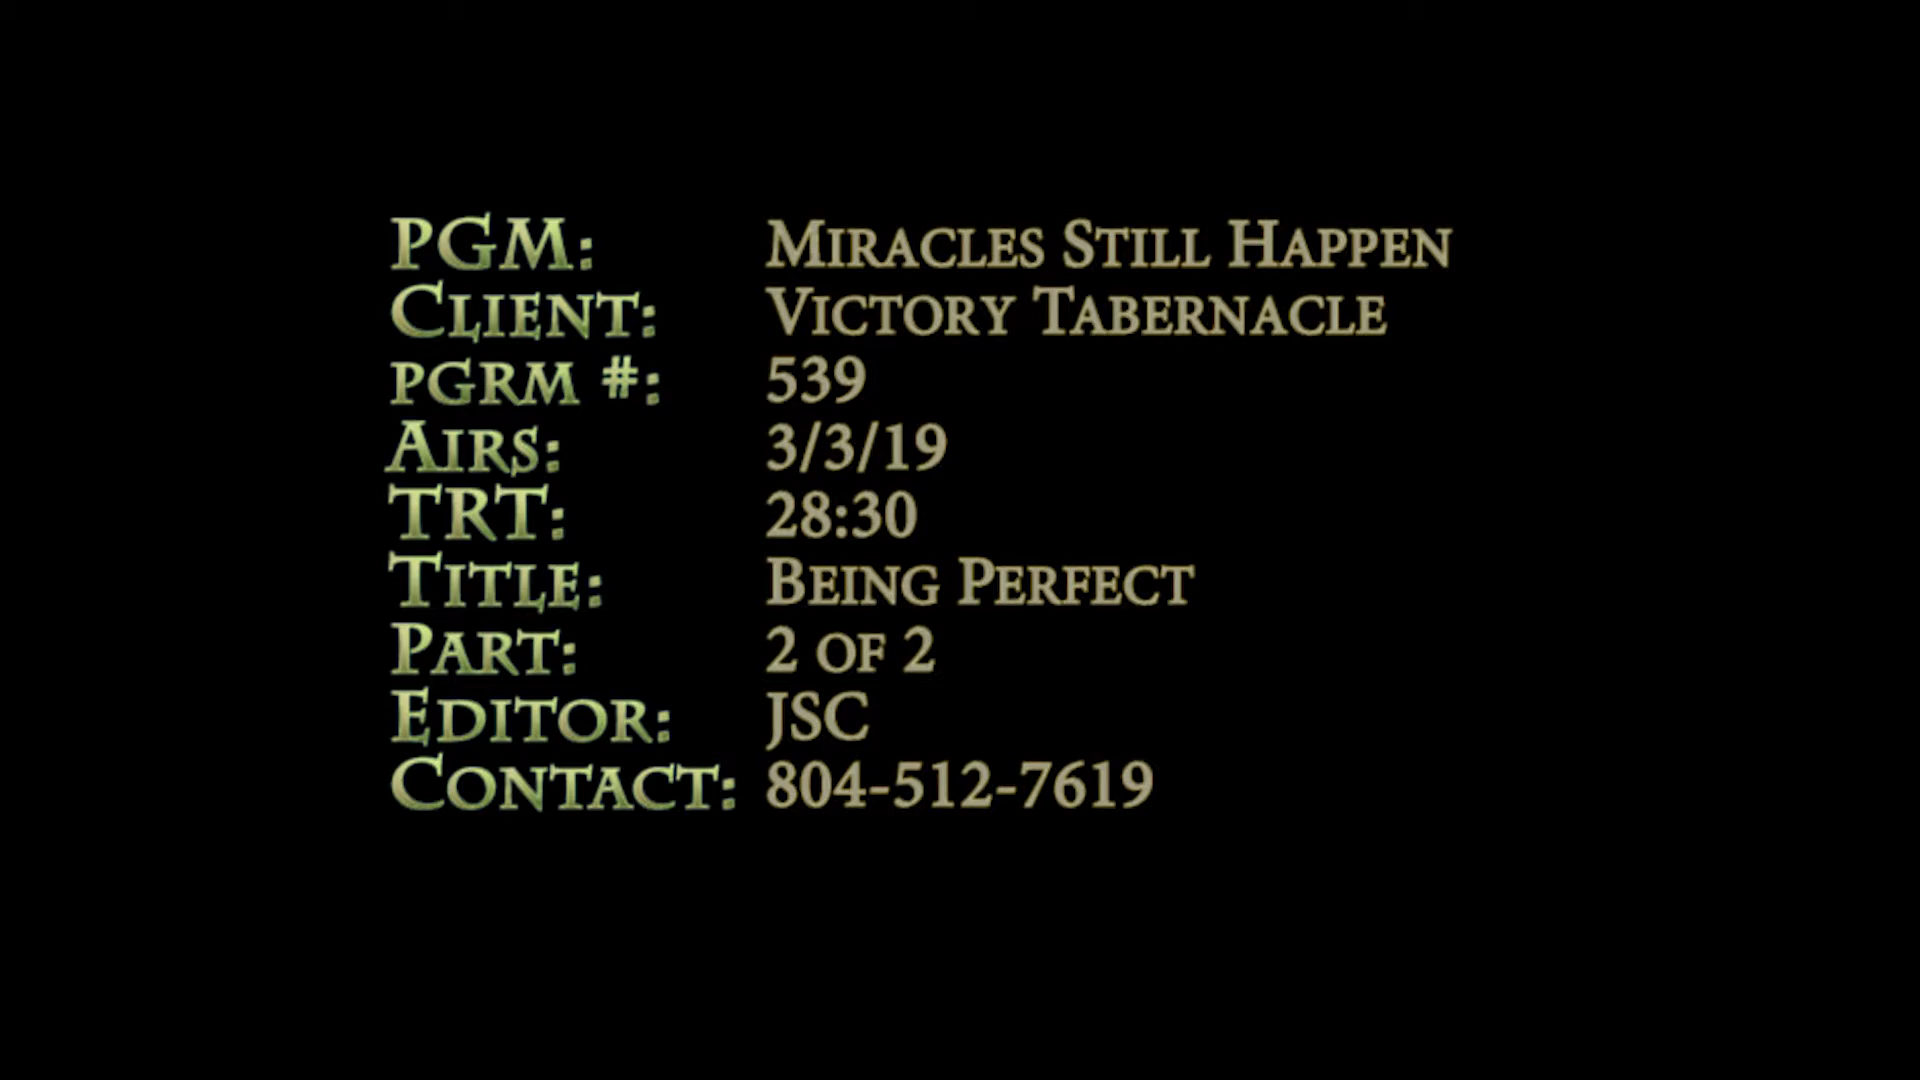 PGM: Miracles Still Happen
Client: Victory Tabernacle
PGRM #: 539
Airs: 3/3/19
TRT: 28:30
Title: Being Perfect
Part: 2 of 2
Editor: JSC
Contact: 804-512-7619